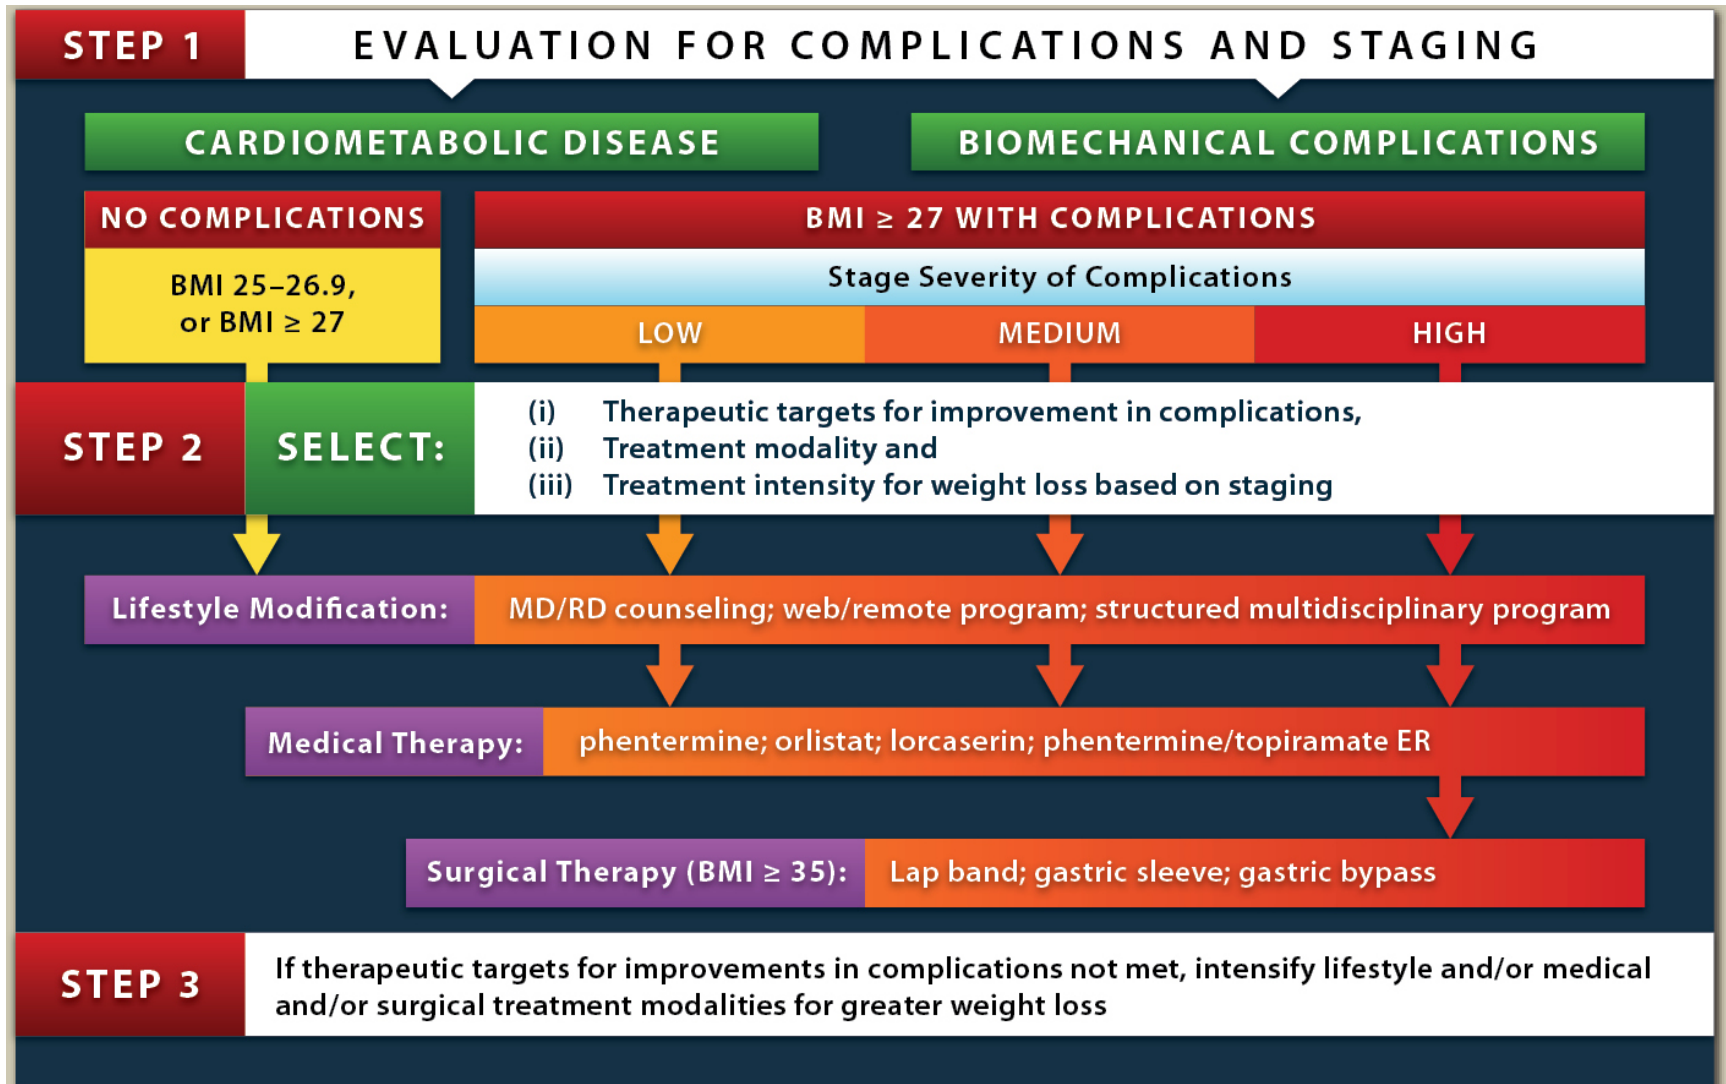 STEP 1
EVALUATION FOR COMPLICATIONS AND STAGING
CARDIOMETABOLIC DISEASE
BIOMECHANICAL COMPLICATIONS
NO COMPLICATIONS
BMI 25–26.9,
or BMI ≥ 27
BMI ≥ 27 WITH COMPLICATIONS
Stage Severity of Complications
LOW
MEDIUM
HIGH
STEP 2
SELECT:
(i) Therapeutic targets for improvement in complications,
(ii) Treatment modality and
(iii) Treatment intensity for weight loss based on staging
Lifestyle Modification:
MD/RD counseling; web/remote program; structured multidisciplinary program
Medical Therapy:
phentermine; orlistat; lorcaserin; phentermine/topiramate ER
Surgical Therapy (BMI ≥ 35):
Lap band; gastric sleeve; gastric bypass
STEP 3
If therapeutic targets for improvements in complications not met, intensify lifestyle and/or medical
and/or surgical treatment modalities for greater weight loss